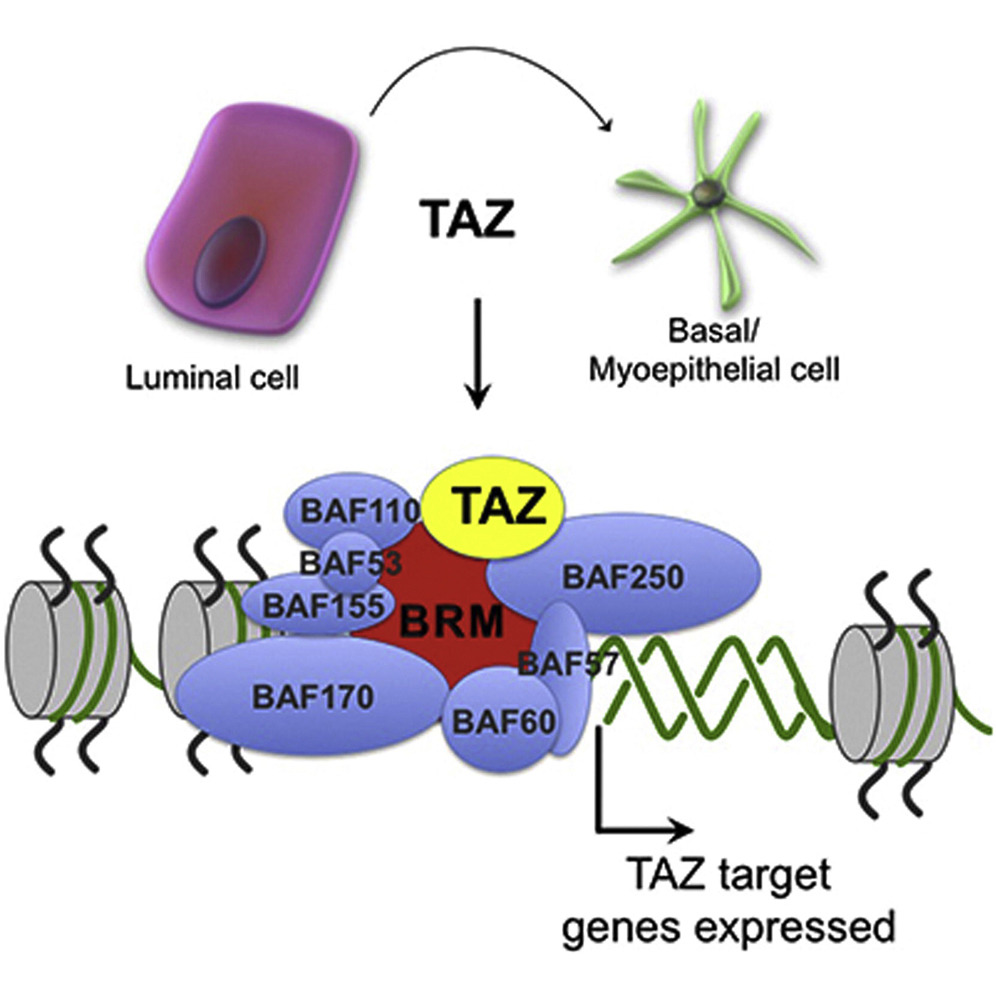 TAZ
Luminal cell
Basal/
Myoepithelial cell
BAF110
TAZ
BAF53
BAF250
BAF155
BRM
BAF57
BAF170
BAF60
TAZ target
genes expressed